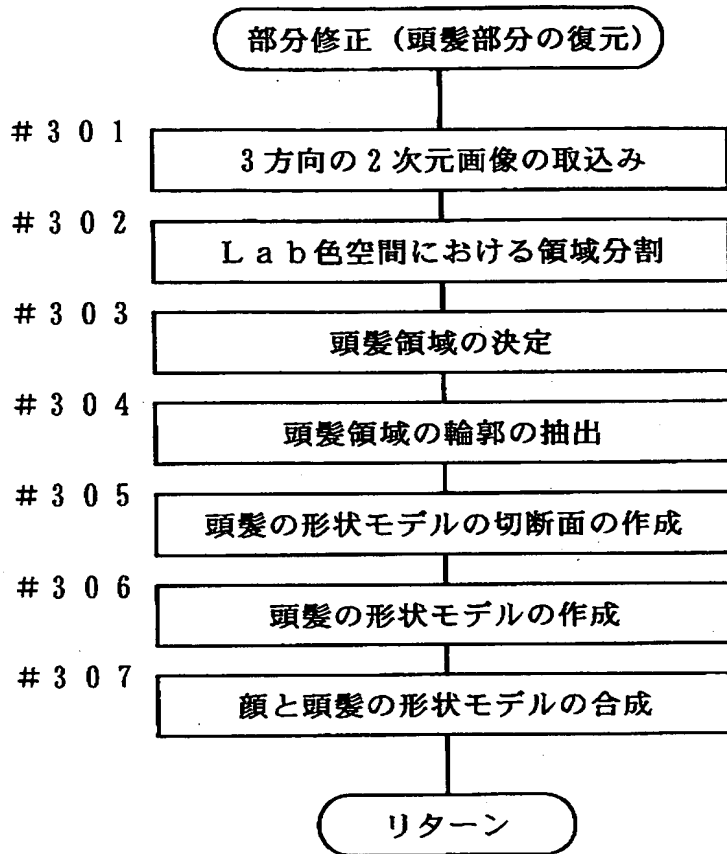 部分修正（頭髪部分の復元）
#301
3方向の2次元画像の取込み
#302
Lab色空間における領域分割
#303
頭髪領域の決定
#304
頭髪領域の輪郭の抽出
#305
頭髪の形状モデルの切断面の作成
#306
頭髪の形状モデルの作成
#307
顔と頭髪の形状モデルの合成
リターン